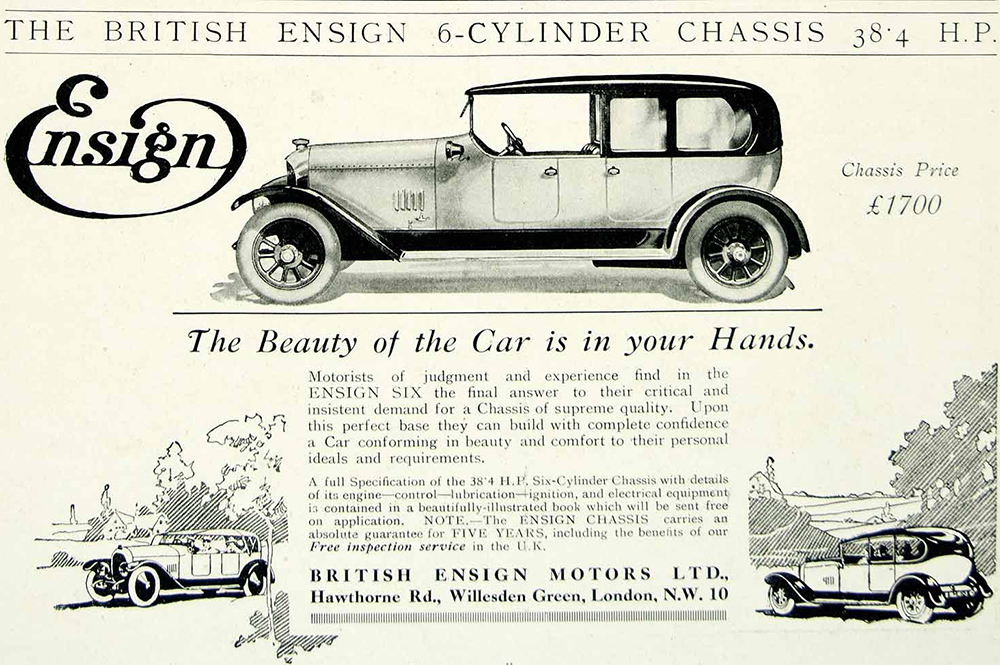 THE BRITISH ENSIGN 6-CYLINDER CHASSIS 38·4 H.P.
Ensign
Chassis Price
£1700
The Beauty of the Car is in your Hands.
Motorists of judgment and experience find in the
ENSIGN SIX the final answer to their critical and
insistent demand for a Chassis of supreme quality. Upon
this perfect base they can build with complete confidence
a Car conforming in beauty and comfort to their personal
ideals and requirements.
A full Specification of the 38·4 H.P. Six-Cylinder Chassis with details
of its engine—control—lubrication—ignition, and electrical equipment
is contained in a beautifully-illustrated book which will be sent free
on application. NOTE.—The ENSIGN CHASSIS carries an
absolute guarantee for FIVE YEARS, including the benefits of our
Free inspection service in the U.K.
BRITISH ENSIGN MOTORS LTD.,
Hawthorne Rd., Willesden Green, London, N.W. 10